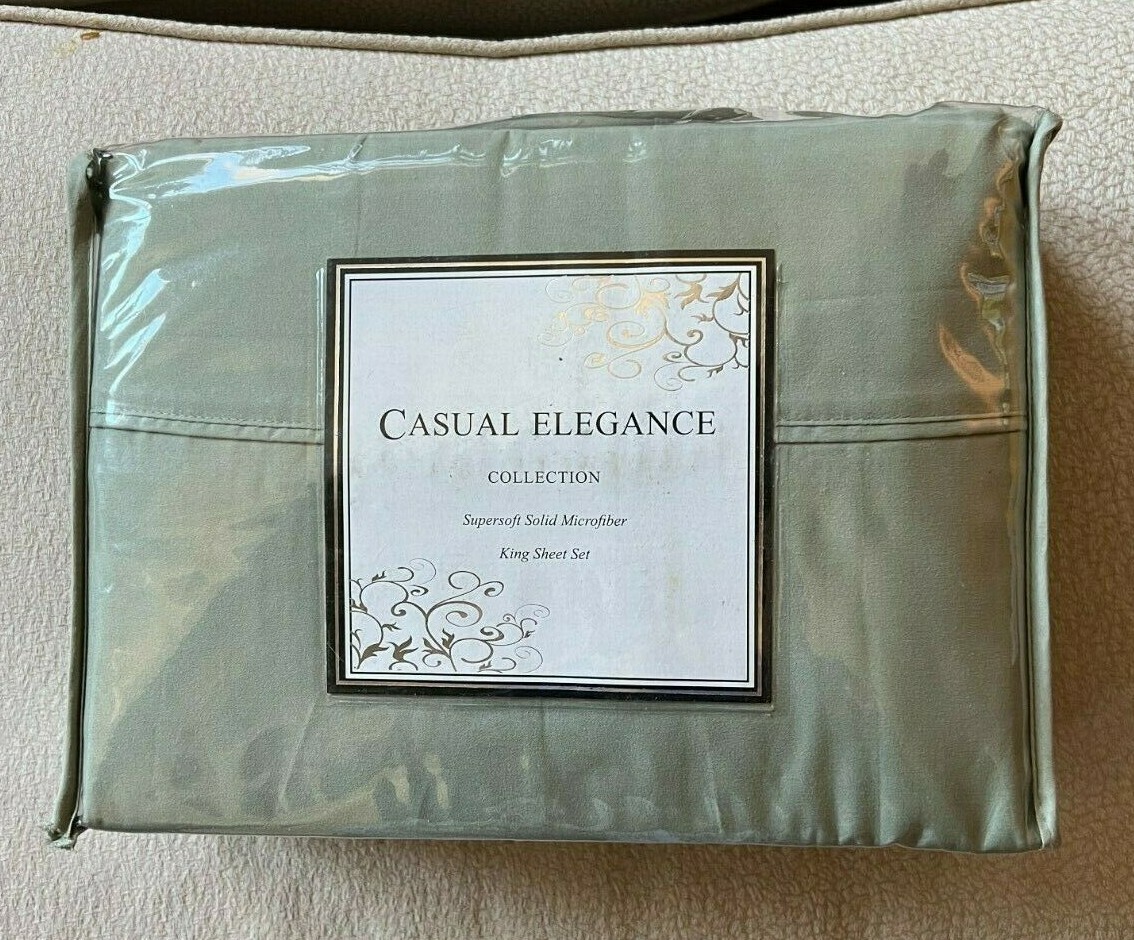 CASUAL ELEGANCE
COLLECTION
Supersoft Solid Microfiber
King Sheet Set